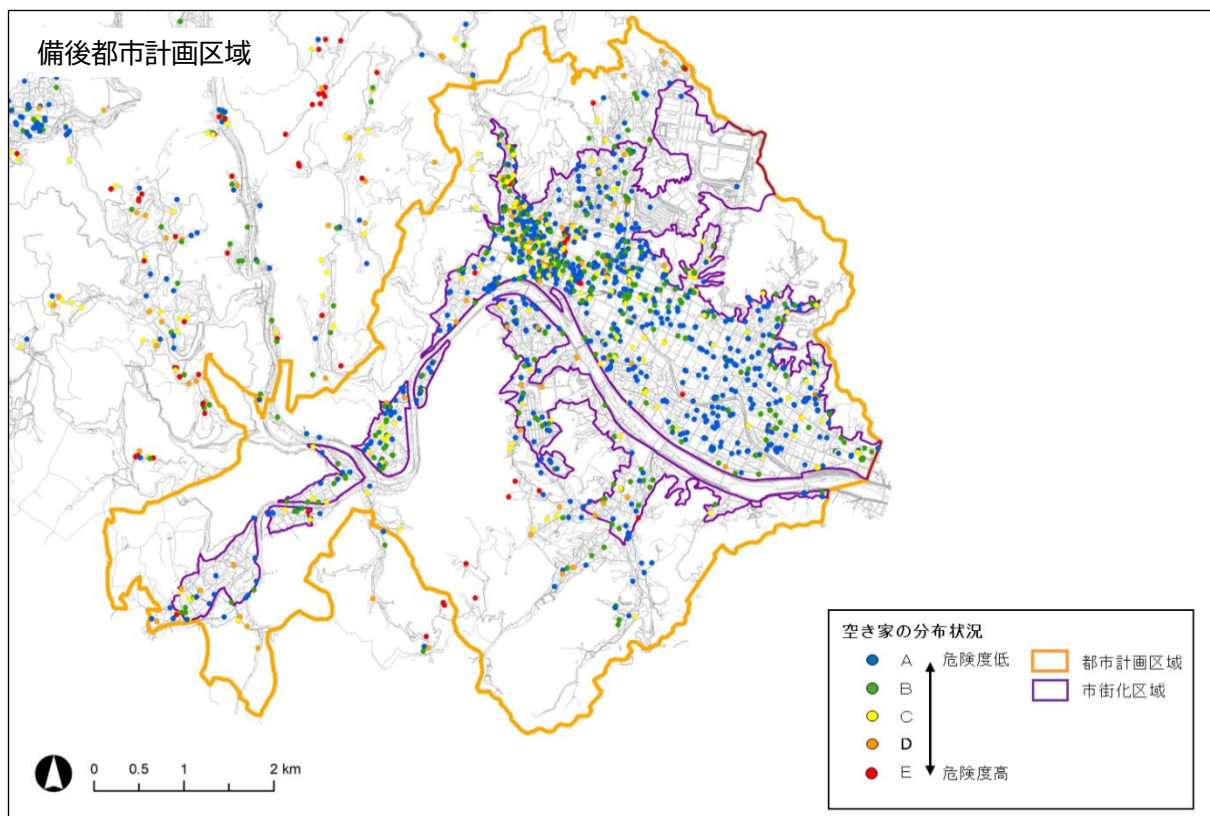 備後都市計画区域
空き家の分布状況
A 危険度低
B
C
D
E 危険度高
都市計画区域
市街化区域
0 0.5 1 2 km